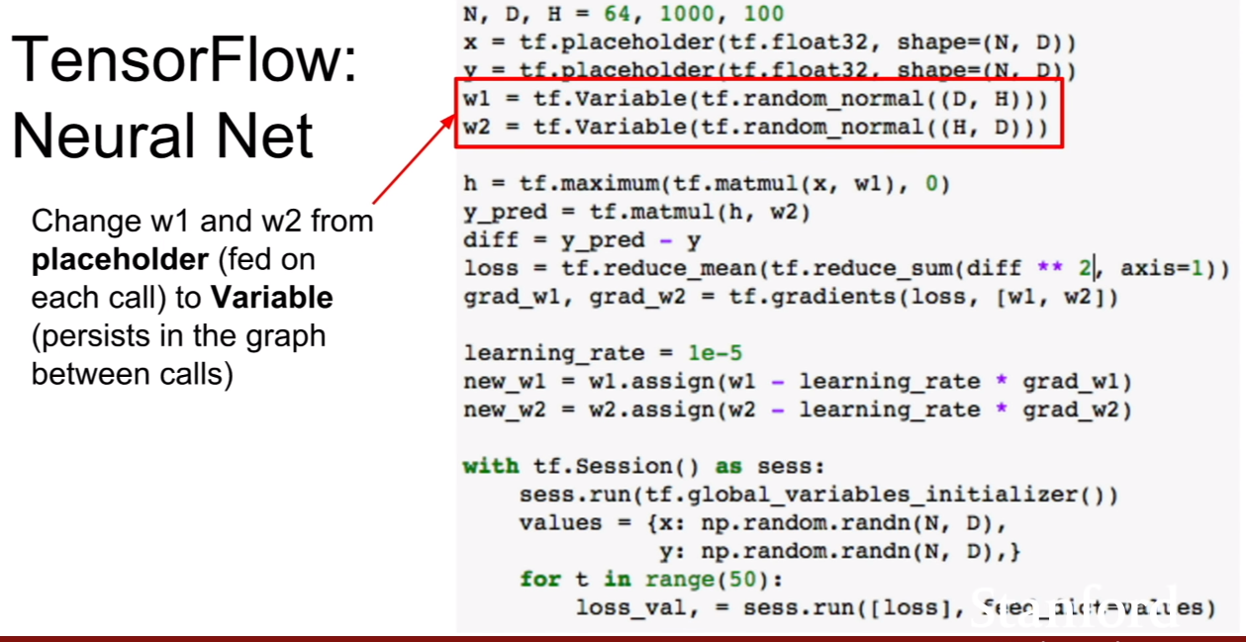 TensorFlow:
Neural Net
Change w1 and w2 from
placeholder (fed on
each call) to Variable
(persists in the graph
between calls)
N, D, H = 64, 1000, 100
x = tf.placeholder(tf.float32, shape=(N, D))
y = tf.placeholder(tf.float32, shape=(N, D))
w1 = tf.Variable(tf.random_normal((D, H)))
w2 = tf.Variable(tf.random_normal((H, D)))
h = tf.maximum(tf.matmul(x, w1), 0)
y_pred = tf.matmul(h, w2)
diff = y_pred - y
loss = tf.reduce_mean(tf.reduce_sum(diff ** 2, axis=1))
grad_w1, grad_w2 = tf.gradients(loss, [w1, w2])
learning_rate = 1e-5
new_w1 = w1.assign(w1 - learning_rate * grad_w1)
new_w2 = w2.assign(w2 - learning_rate * grad_w2)
with tf.Session() as sess:
    sess.run(tf.global_variables_initializer())
    values = {x: np.random.randn(N, D),
              y: np.random.randn(N, D),}
    for t in range(50):
        loss_val, = sess.run([loss], feed_dict=values)
Stanford